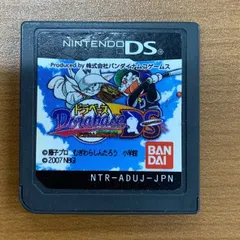 NINTENDO DS
Produced by 株式会社バンダイナムコゲームス
ドラベース
Dorabase
DS
©藤子プロ むぎわらしんたろう 小学館
©2007 NBGI
BAN
DAI
NTR-ADUJ-JPN